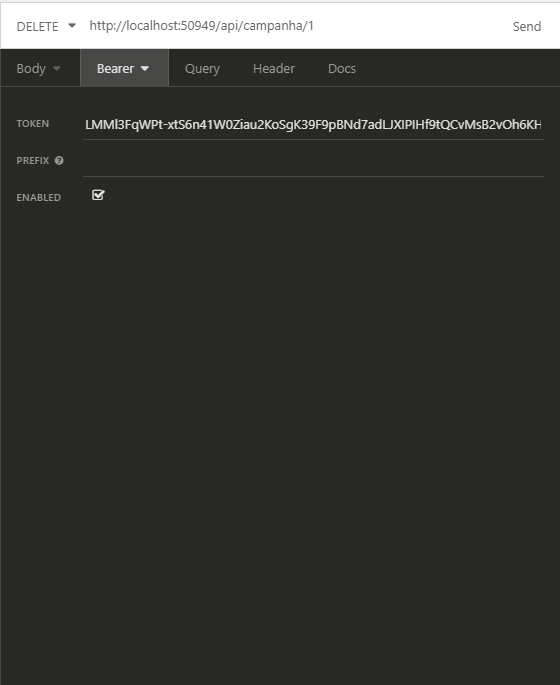 DELETE http://localhost:50949/api/campanha/1 Send
Body Bearer Query Header Docs
TOKEN LMMl3FqWPt-xtS6n41W0Ziau2KoSgK39F9pBNd7adLJXIPIHf9tQCvMsB2vOh6KH
PREFIX
ENABLED